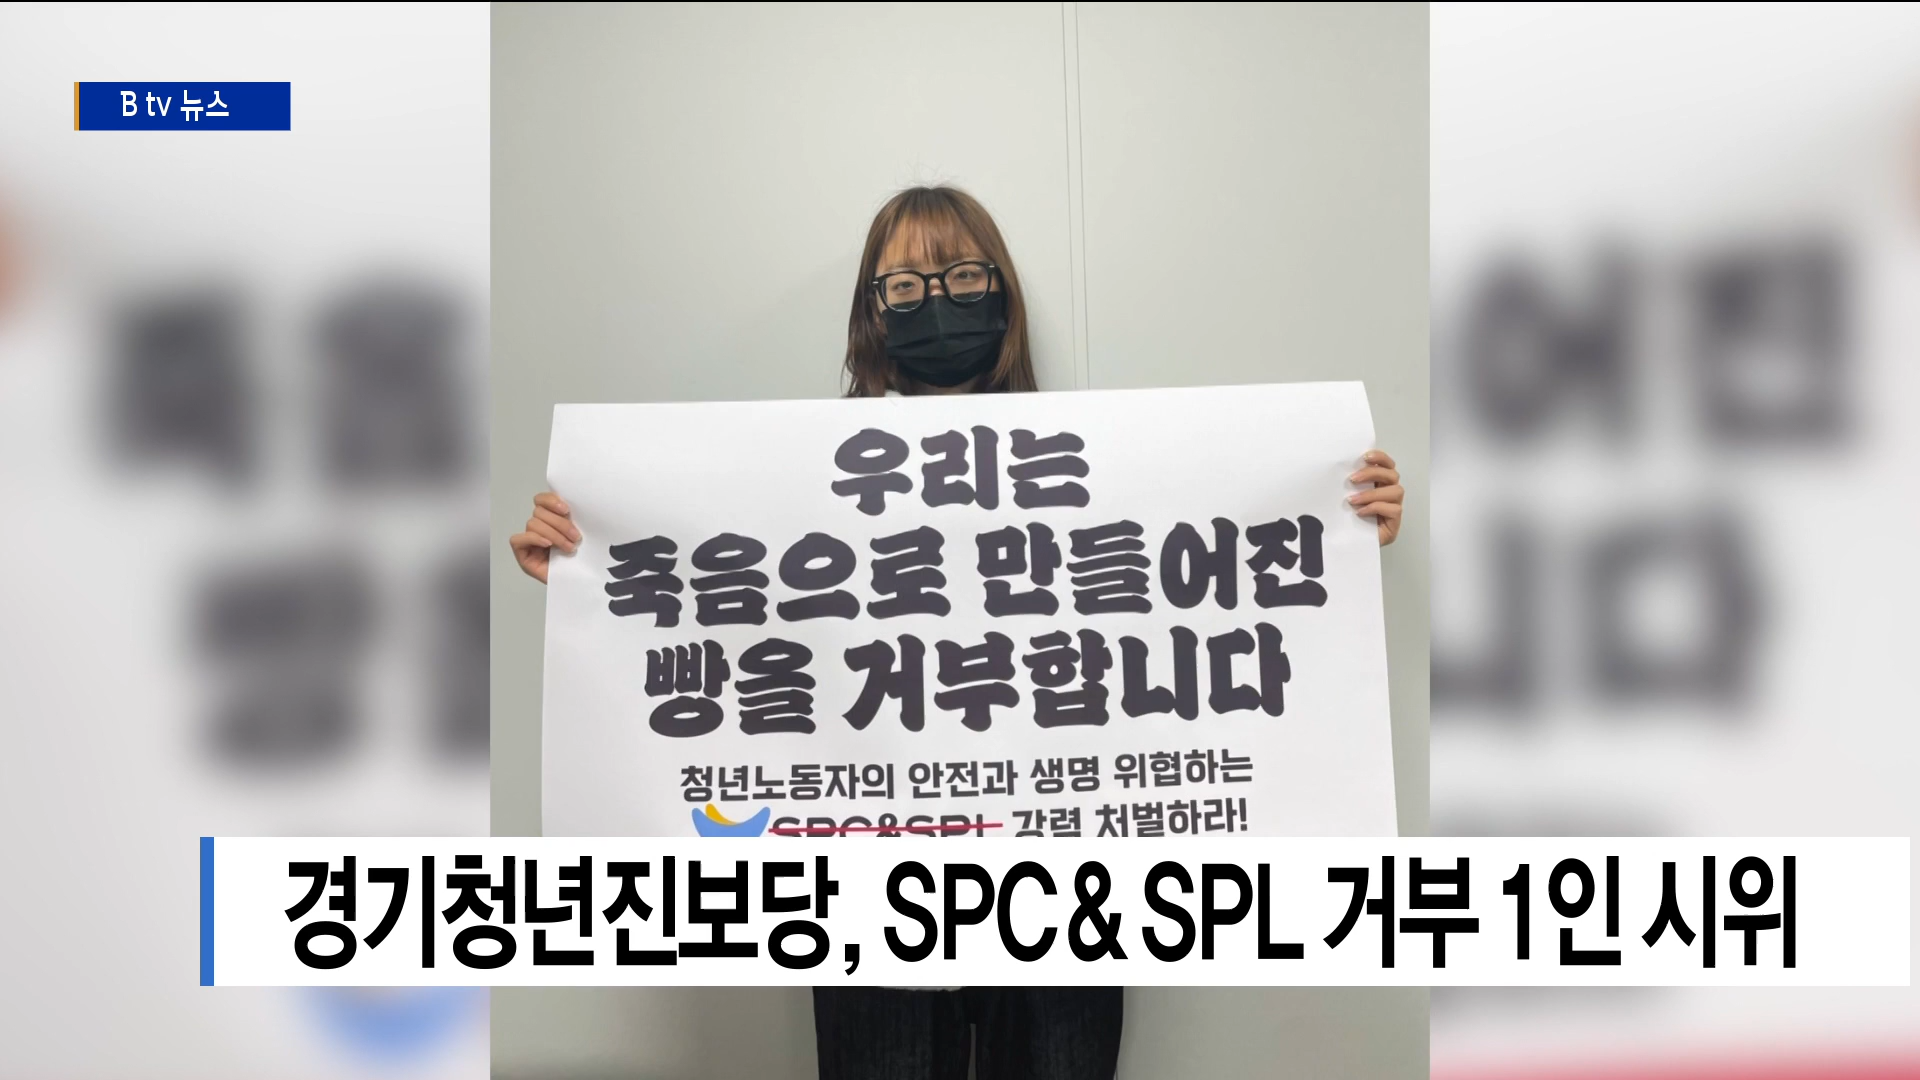 B tv 뉴스
우리는
죽음으로 만들어진
빵을 거부합니다
청년노동자의 안전과 생명 위협하는
SPC&SPL 강력 처벌하라!
경기청년진보당, SPC & SPL 거부 1인 시위